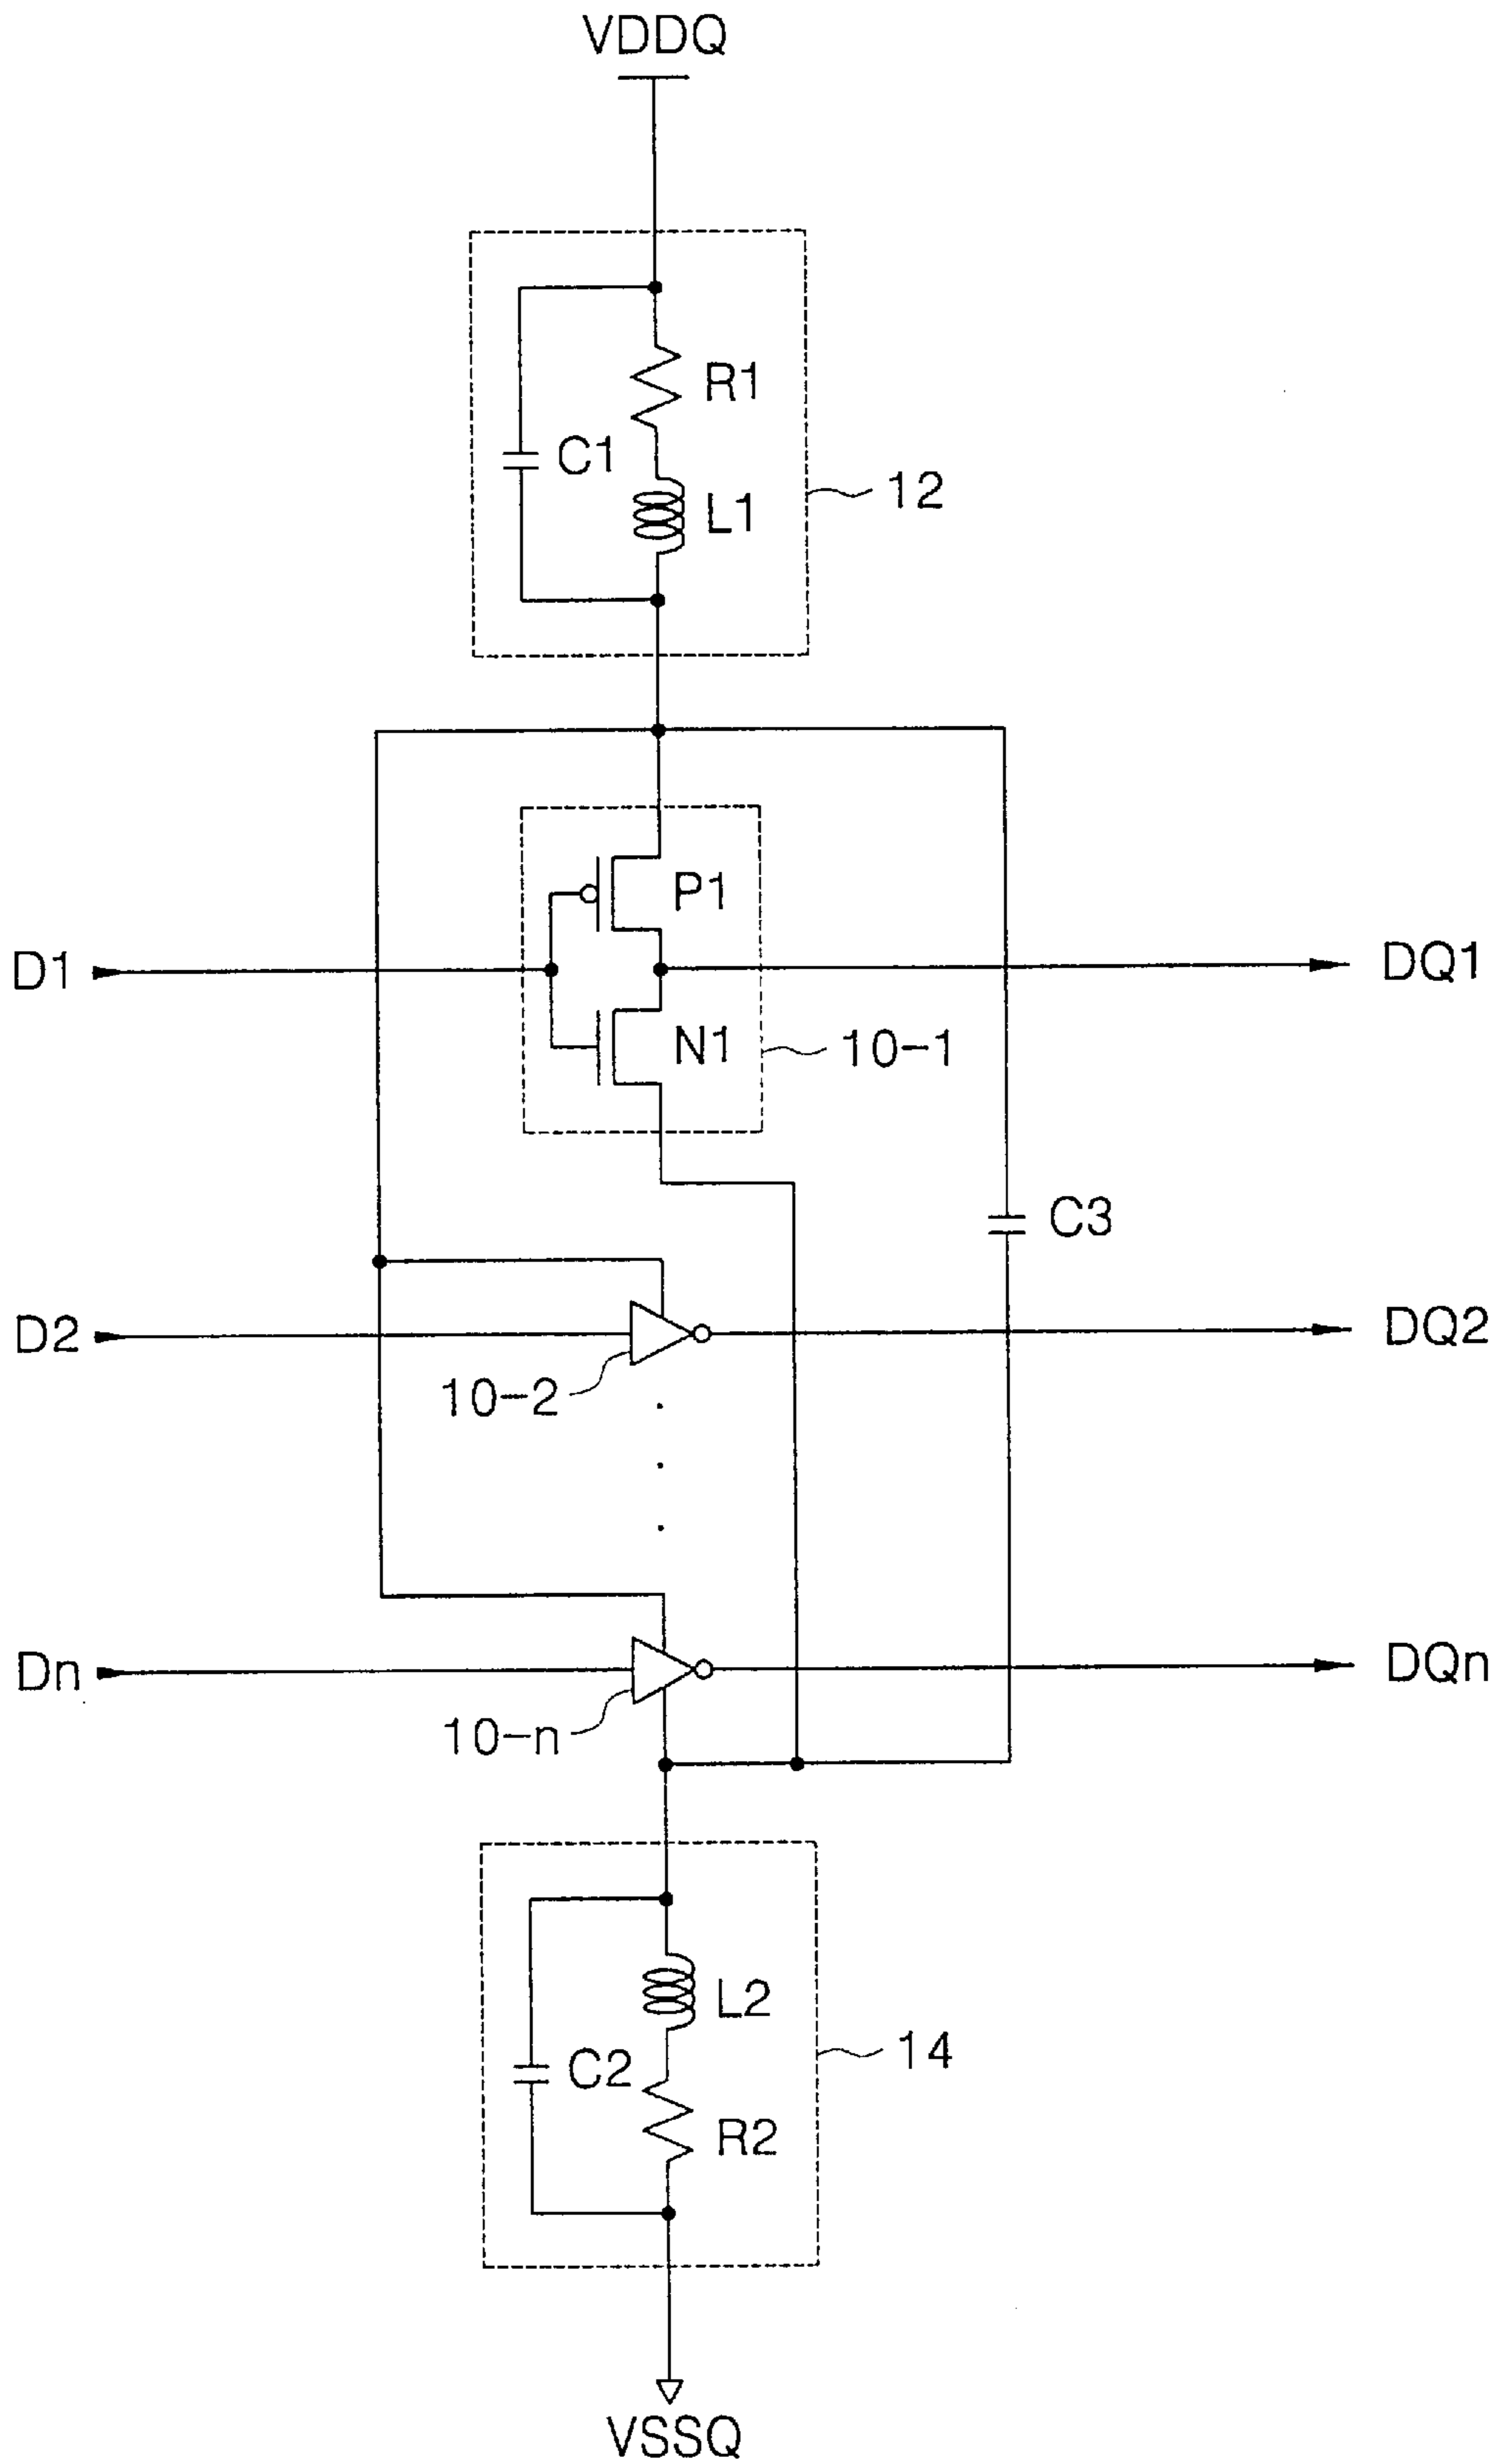 VDDQ
R1
C1
L1
12
P1
D1
DQ1
N1
10-1
C3
D2
DQ2
10-2
Dn
DQn
10-n
L2
C2
14
R2
VSSQ